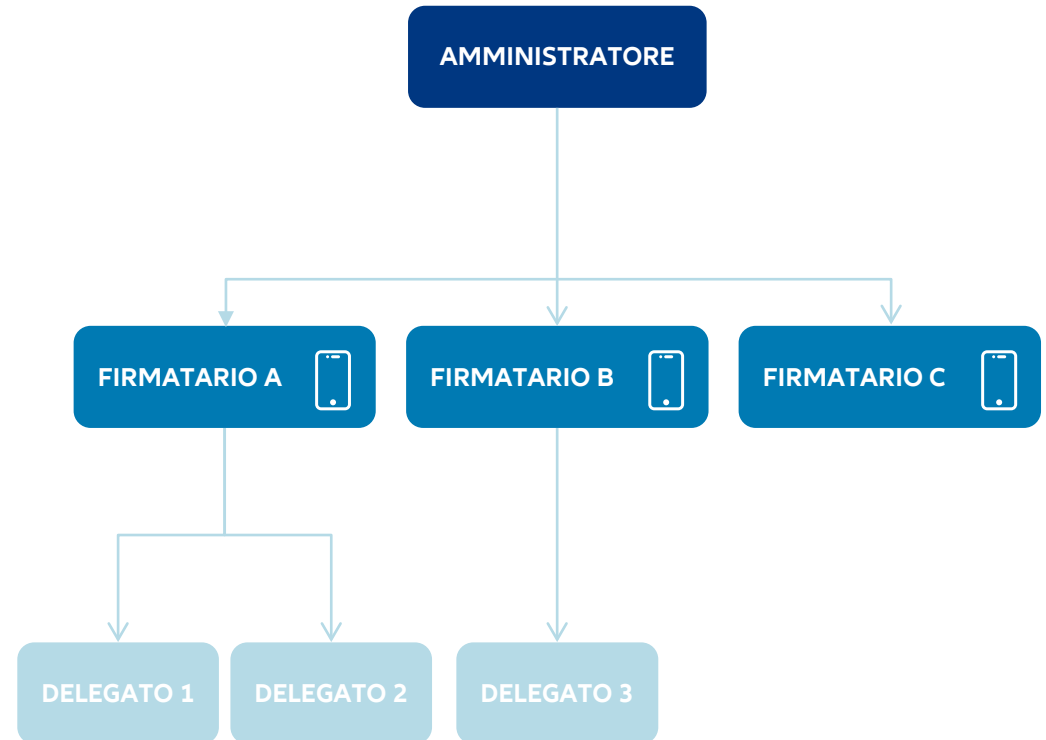 AMMINISTRATORE
FIRMATARIO A
FIRMATARIO B
FIRMATARIO C
DELEGATO 1
DELEGATO 2
DELEGATO 3